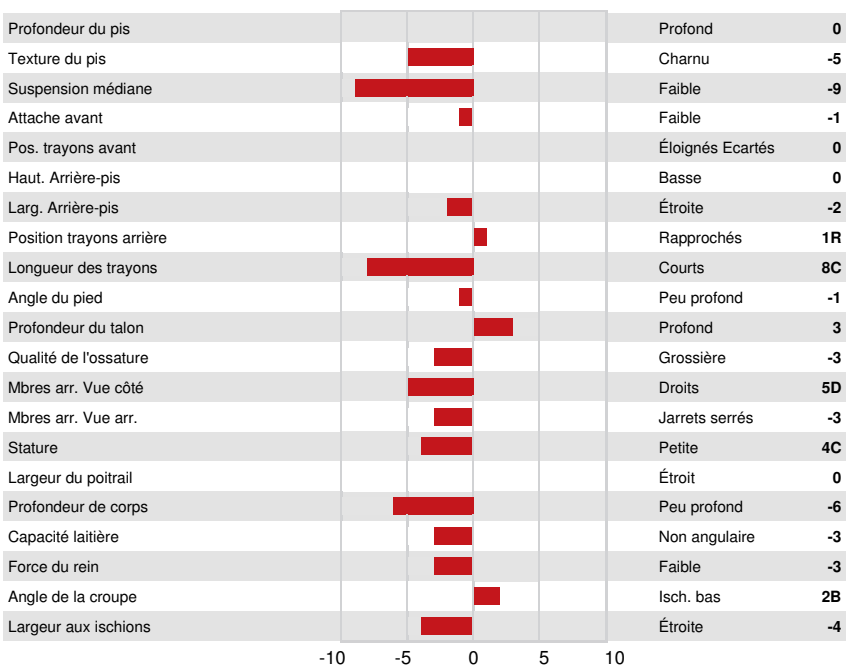 Profondeur du pis Profond 0
Texture du pis Charnu -5
Suspension médiane Faible -9
Attache avant Faible -1
Pos. trayons avant Éloignés Ecartés 0
Haut. Arrière-pis Basse 0
Larg. Arrière-pis Étroite -2
Position trayons arrière Rapprochés 1R
Longueur des trayons Courts 8C
Angle du pied Peu profond -1
Profondeur du talon Profond 3
Qualité de l'ossature Grossière -3
Mbres arr. Vue côté Droits 5D
Mbres arr. Vue arr. Jarrets serrés -3
Stature Petite 4C
Largeur du poitrail Étroit 0
Profondeur de corps Peu profond -6
Capacité laitière Non angulaire -3
Force du rein Faible -3
Angle de la croupe Isch. bas 2B
Largeur aux ischions Étroite -4
-10 -5 0 5 10